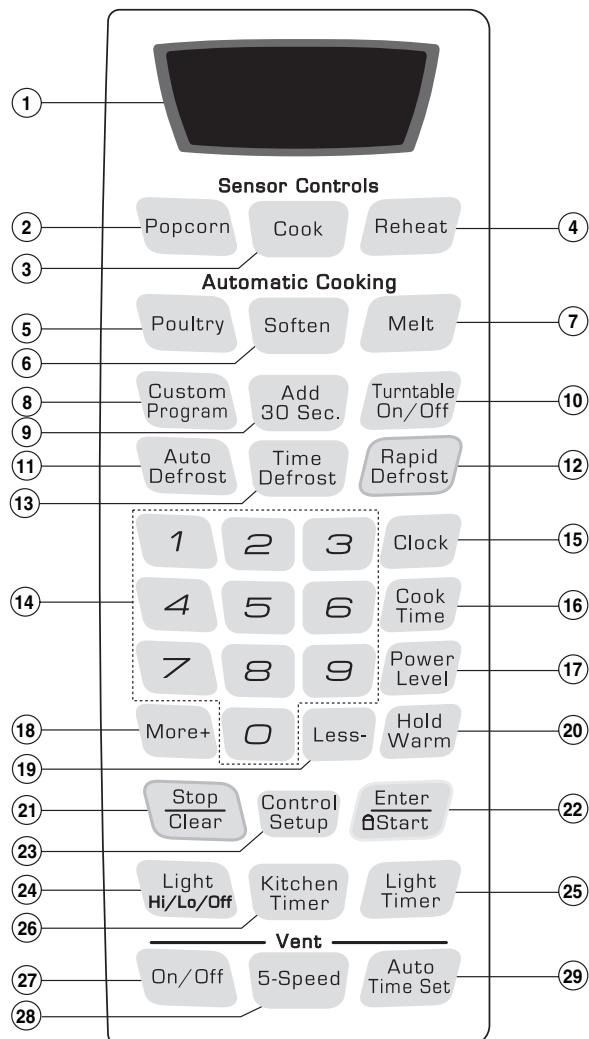 1
Sensor Controls
2 Popcorn Cook Reheat 4
3
Automatic Cooking
5 Poultry Soften Melt 7
6
8 Custom Program Add 30 Sec. Turntable On/Off 10
9
11 Auto Defrost Time Defrost Rapid Defrost 12
13
1 2 3 Clock 15
14 4 5 6 Cook Time 16
7 8 9 Power Level 17
18 More+ 0 Less- Hold Warm 20
19
21 Stop Clear Control Setup Enter Start 22
23
24 Light Hi/Lo/Off Kitchen Timer Light Timer 25
26
Vent
27 On/Off 5-Speed Auto Time Set 29
28